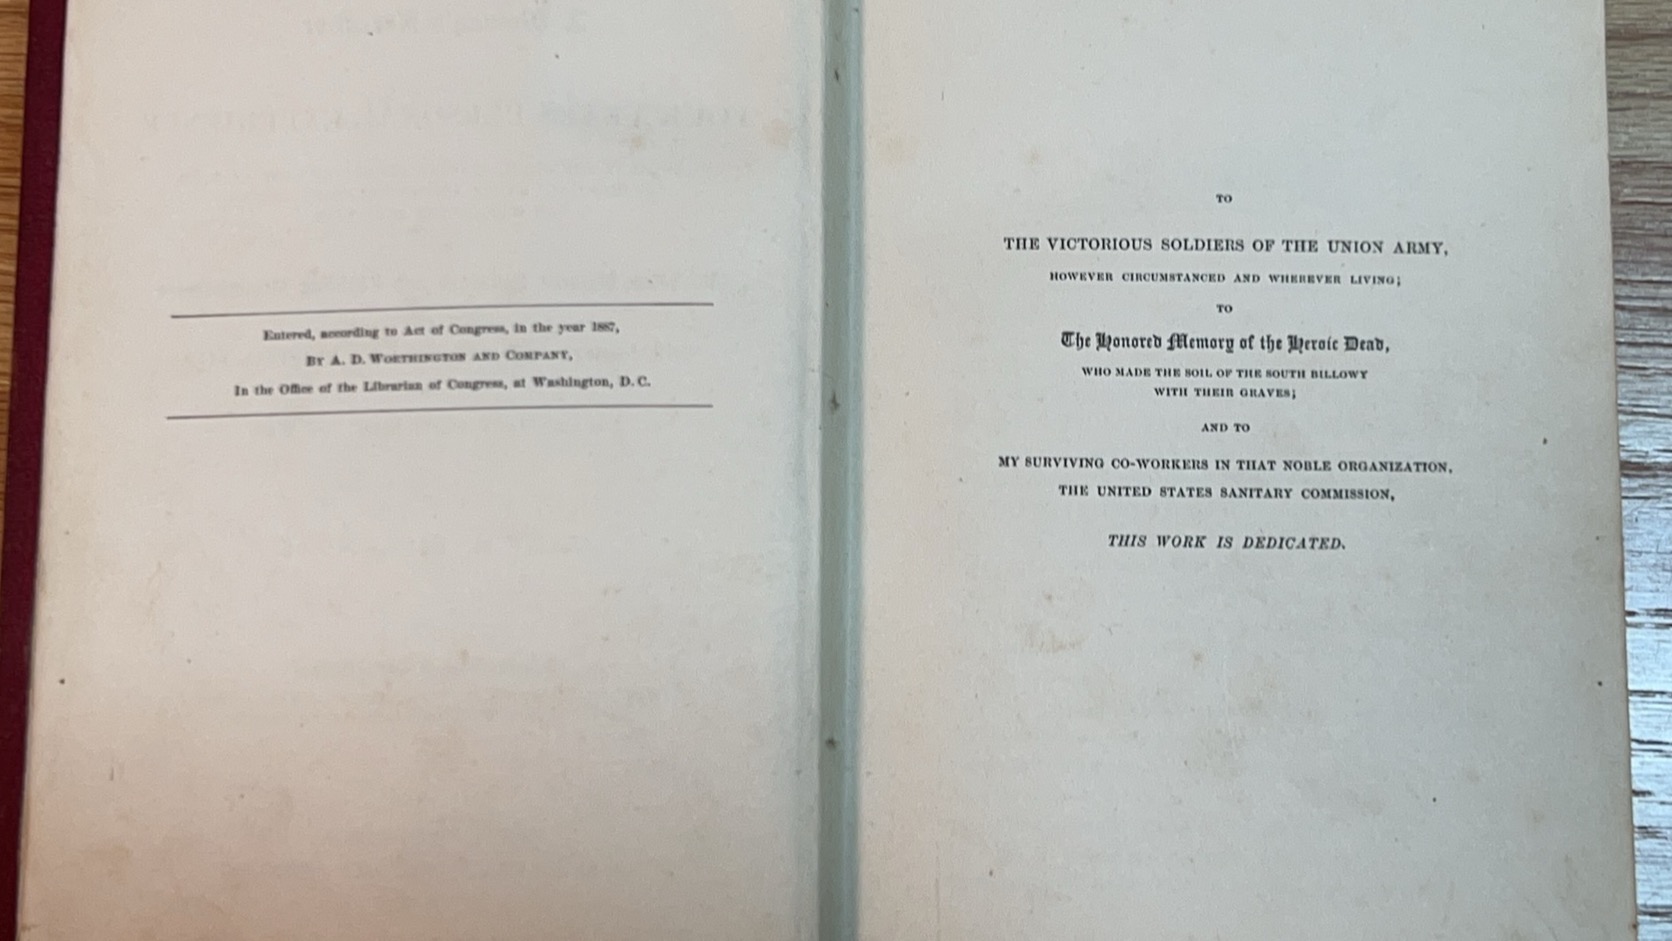 Entered, according to Act of Congress, in the year 1887,
BY A. D. WORTHINGTON AND COMPANY,
In the Office of the Librarian of Congress, at Washington, D. C.
TO
THE VICTORIOUS SOLDIERS OF THE UNION ARMY,
HOWEVER CIRCUMSTANCED AND WHEREVER LIVING;
TO
The Honored Memory of the Heroic Dead,
WHO MADE THE SOIL OF THE SOUTH BILLOWY
WITH THEIR GRAVES;
AND TO
MY SURVIVING CO-WORKERS IN THAT NOBLE ORGANIZATION,
THE UNITED STATES SANITARY COMMISSION,
THIS WORK IS DEDICATED.